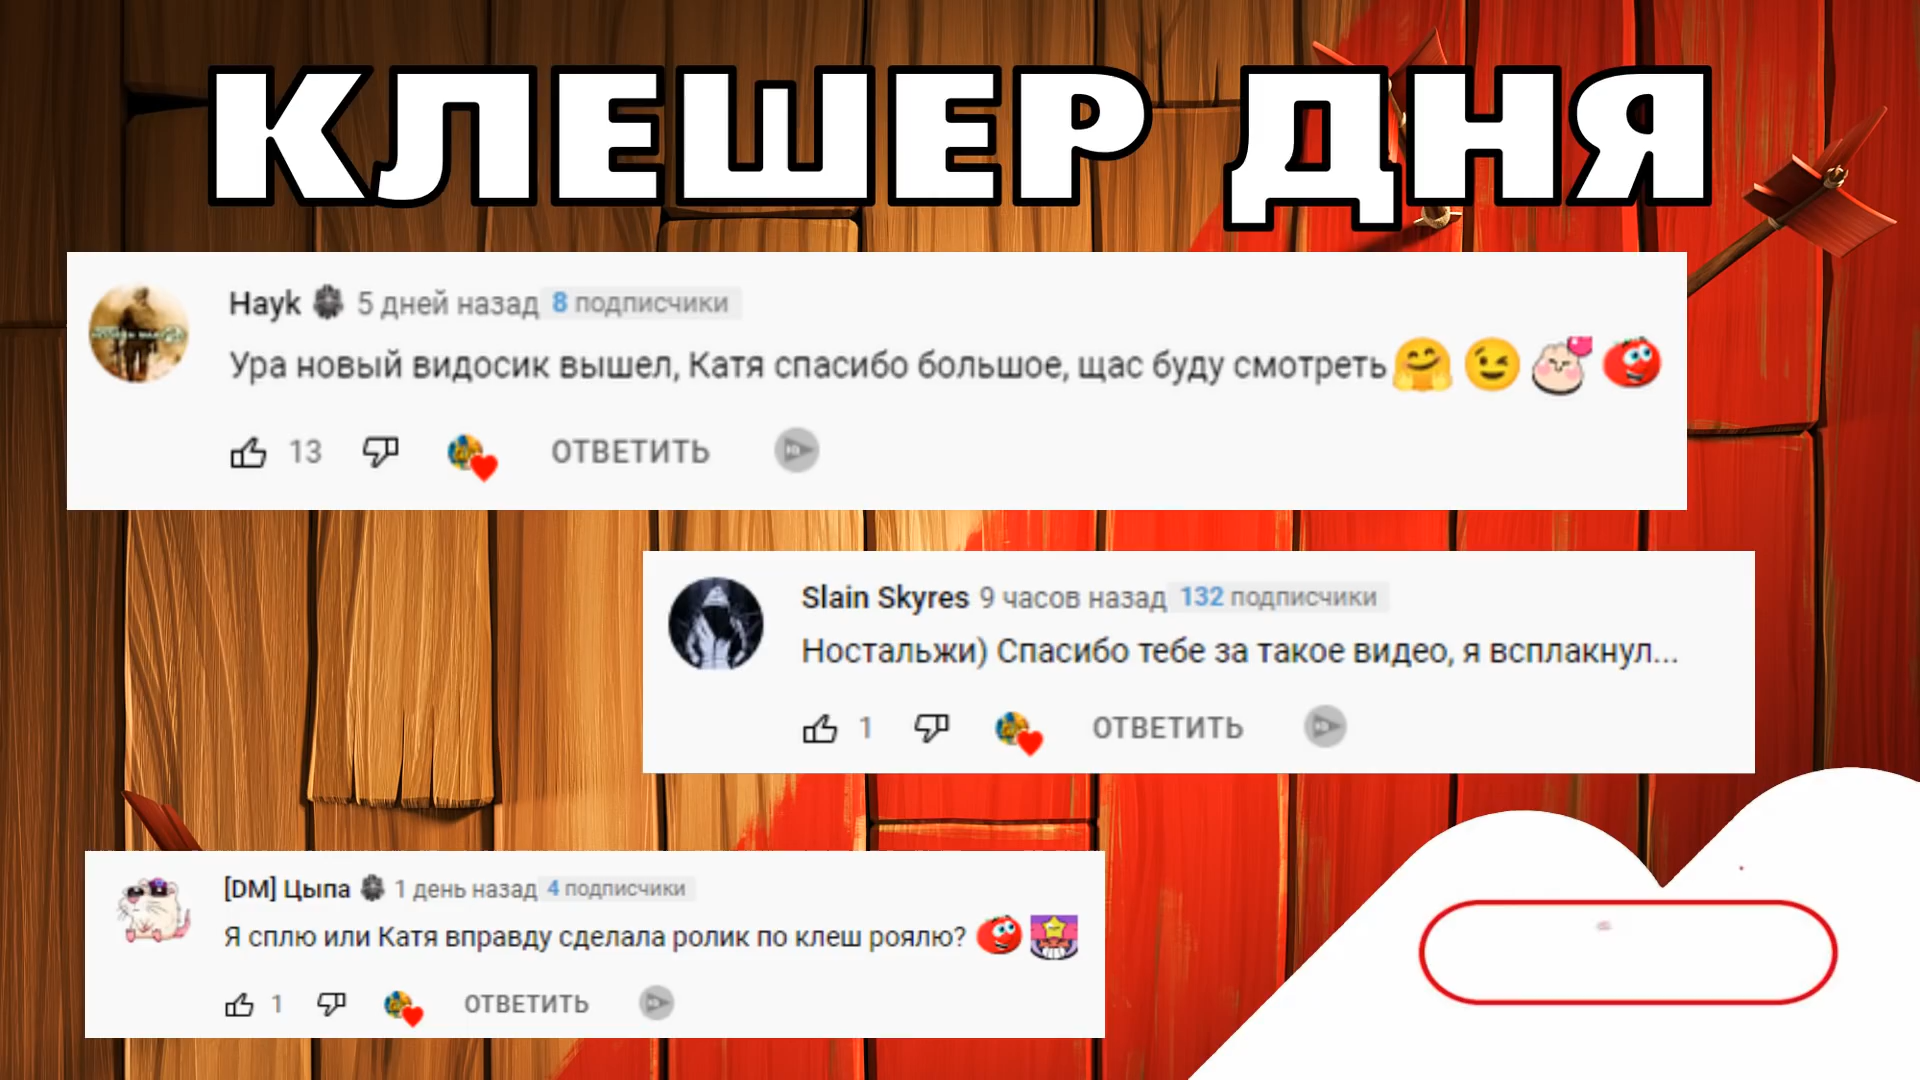 КЛЕШЕР ДНЯ
Hayk 5 дней назад 8 подписчики
Ура новый видосик вышел, Катя спасибо большое, щас буду смотреть
13 ОТВЕТИТЬ
Slain Skyres 9 часов назад 132 подписчики
Ностальжи) Спасибо тебе за такое видео, я всплакнул...
1 ОТВЕТИТЬ
[DM] Цыпа 1 день назад 4 подписчики
Я сплю или Катя вправду сделала ролик по клеш роялю?
1 ОТВЕТИТЬ